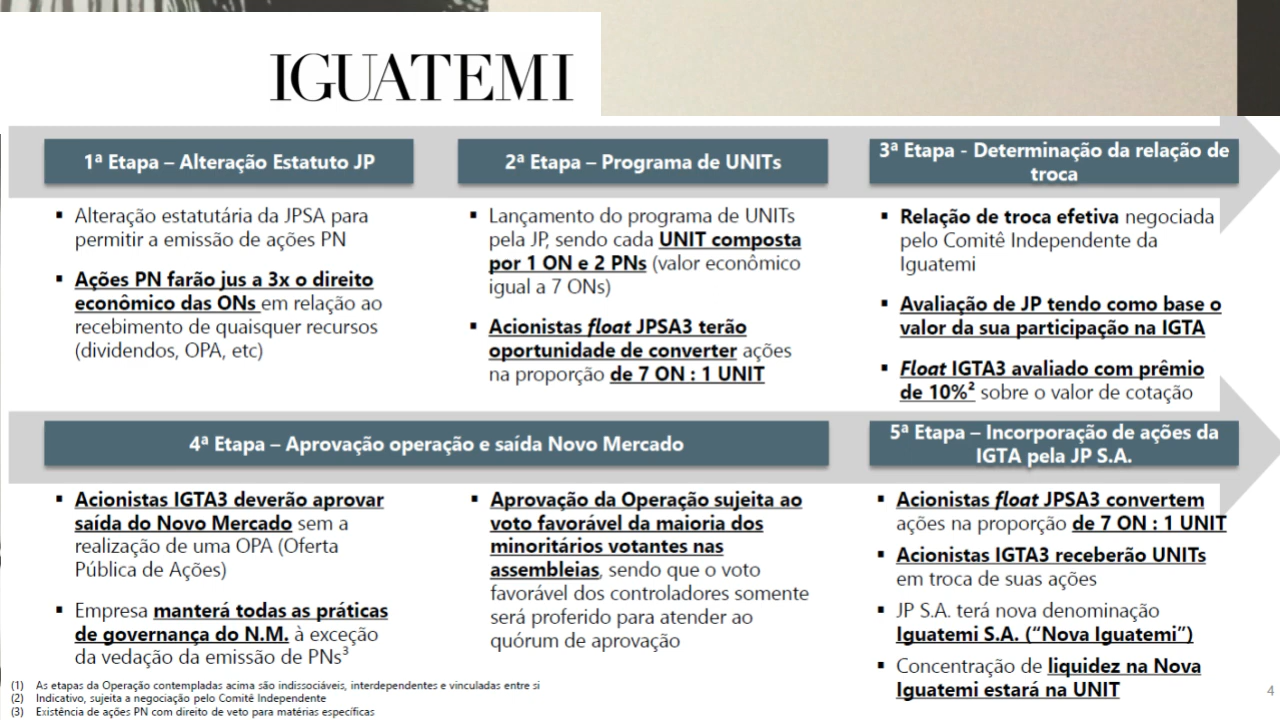 IGUATEMI
1ª Etapa – Alteração Estatuto JP
▪ Alteração estatutária da JPSA para
permitir a emissão de ações PN
▪ Ações PN farão jus a 3x o direito
econômico das ONs em relação ao
recebimento de quaisquer recursos
(dividendos, OPA, etc)
2ª Etapa – Programa de UNITs
▪ Lançamento do programa de UNITs
pela JP, sendo cada UNIT composta
por 1 ON e 2 PNs (valor econômico
igual a 7 ONs)
▪ Acionistas float JPSA3 terão
oportunidade de converter ações
na proporção de 7 ON : 1 UNIT
3ª Etapa - Determinação da relação de
troca
▪ Relação de troca efetiva negociada
pelo Comitê Independente da
Iguatemi
▪ Avaliação de JP tendo como base o
valor da sua participação na IGTA
▪ Float IGTA3 avaliado com prêmio
de 10%² sobre o valor de cotação
4ª Etapa – Aprovação operação e saída Novo Mercado
▪ Acionistas IGTA3 deverão aprovar
saída do Novo Mercado sem a
realização de uma OPA (Oferta
Pública de Ações)
▪ Empresa manterá todas as práticas
de governança do N.M. à exceção
da vedação da emissão de PNs³
▪ Aprovação da Operação sujeita ao
voto favorável da maioria dos
minoritários votantes nas
assembleias, sendo que o voto
favorável dos controladores somente
será proferido para atender ao
quórum de aprovação
5ª Etapa – Incorporação de ações da
IGTA pela JP S.A.
▪ Acionistas float JPSA3 convertem
ações na proporção de 7 ON : 1 UNIT
▪ Acionistas IGTA3 receberão UNITs
em troca de suas ações
▪ JP S.A. terá nova denominação
Iguatemi S.A. (“Nova Iguatemi”)
▪ Concentração de liquidez na Nova
Iguatemi estará na UNIT
(1) As etapas da Operação contempladas acima são indissociáveis, interdependentes e vinculadas entre si
(2) Indicativo, sujeita a negociação pelo Comitê Independente
(3) Existência de ações PN com direito de veto para matérias específicas
4